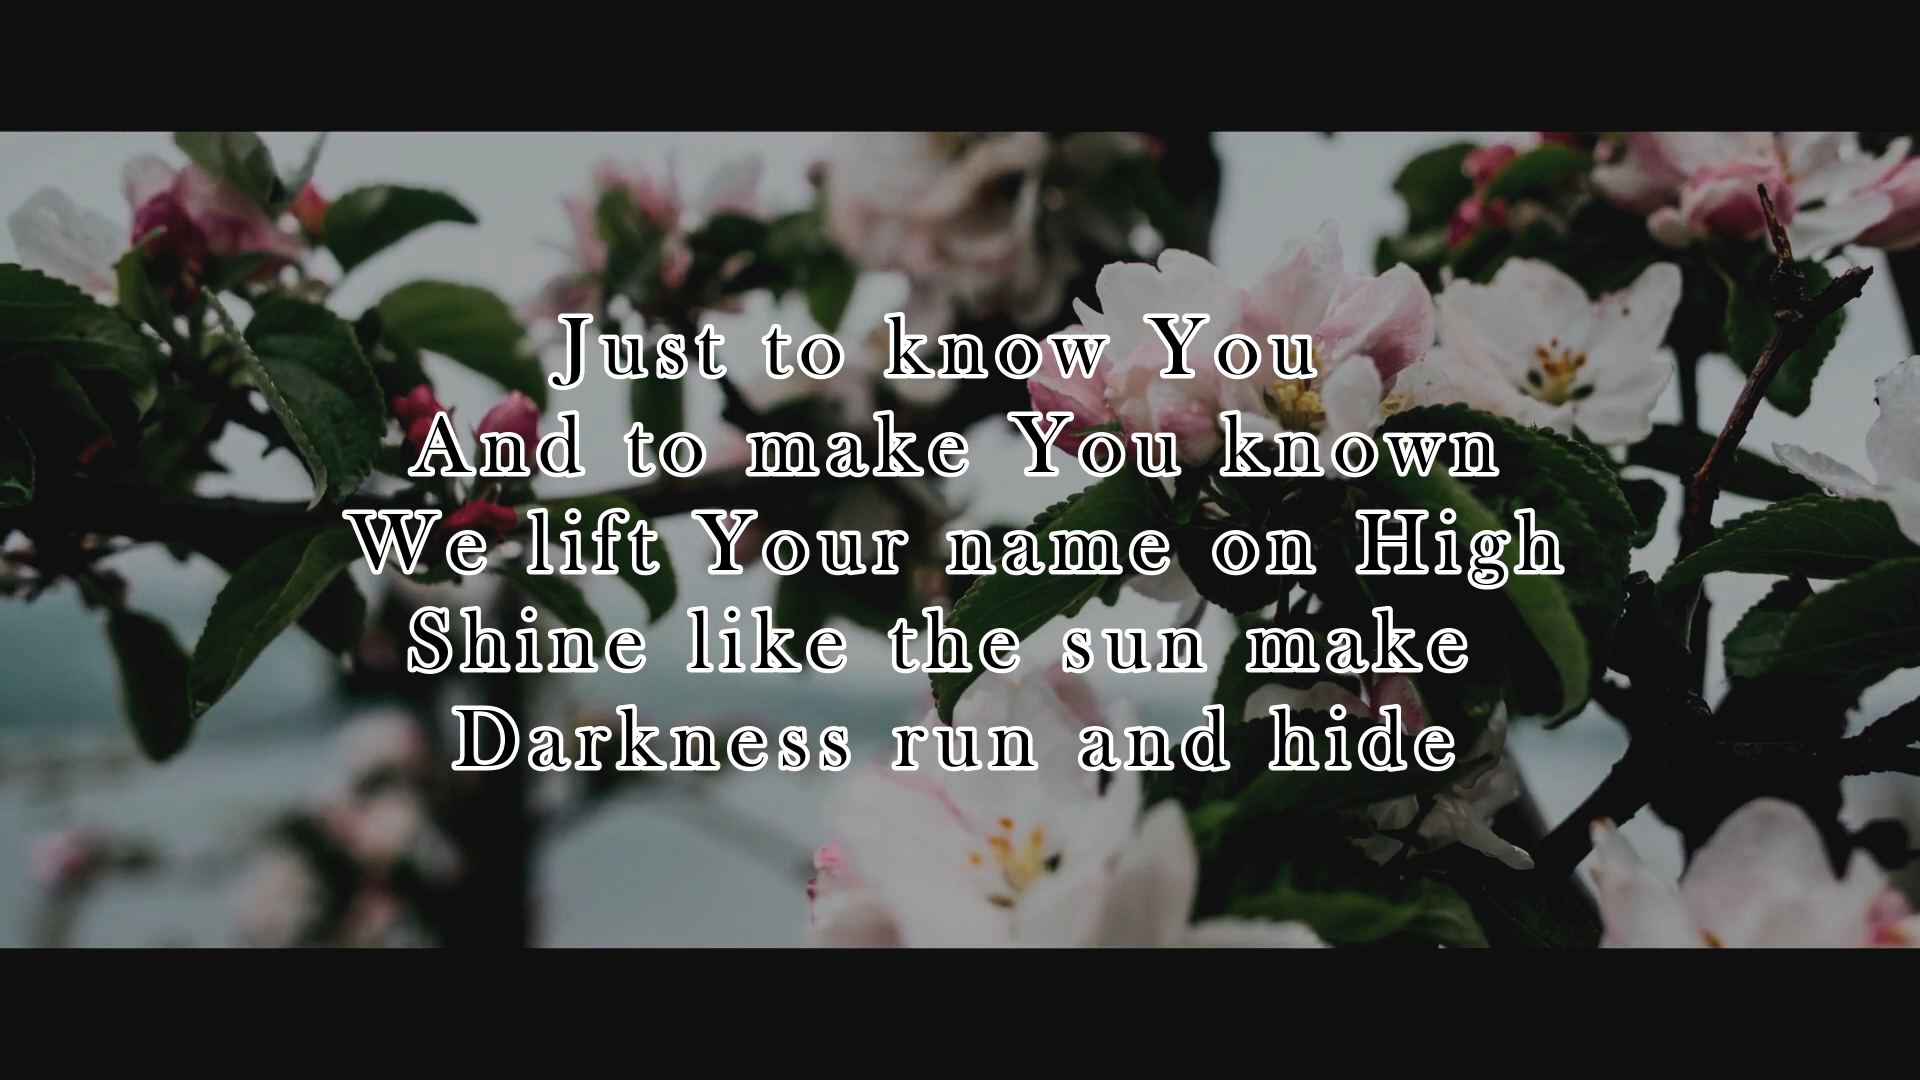 Just to know You
And to make You known
We lift Your name on High
Shine like the sun make
Darkness run and hide